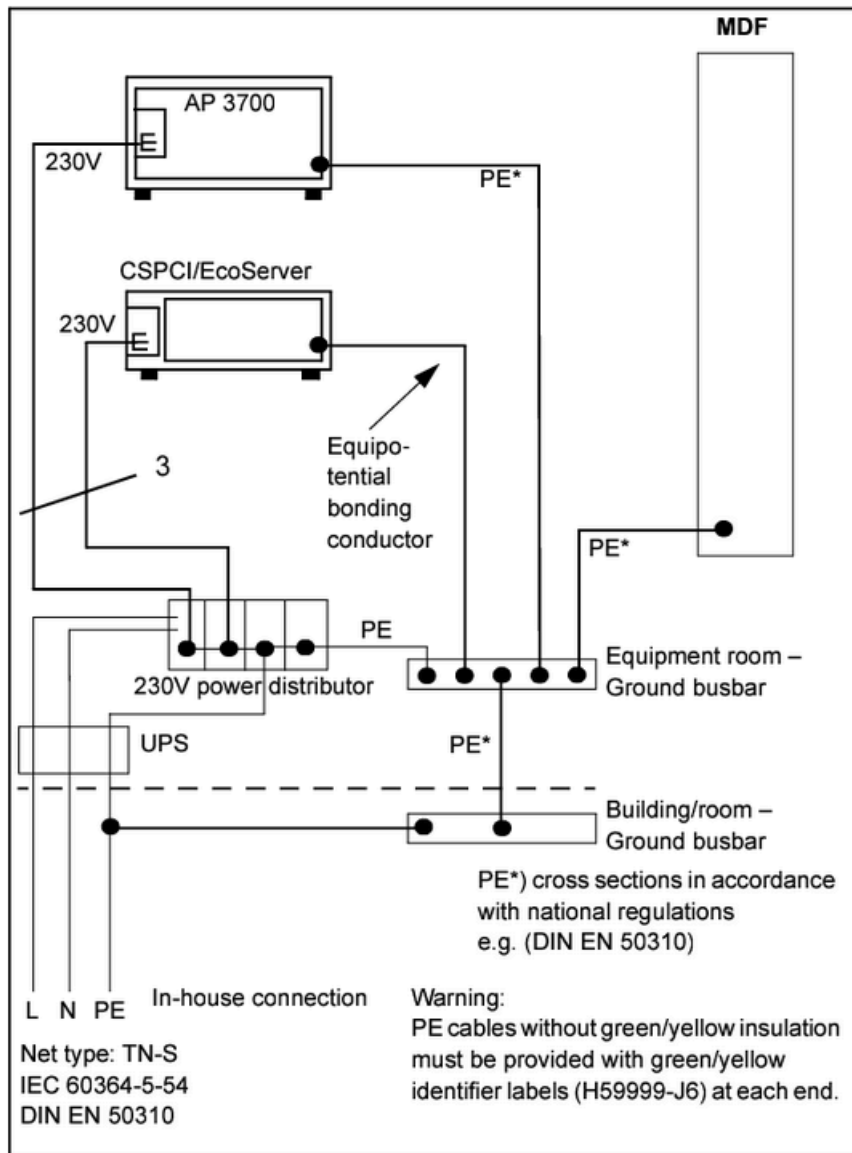 MDF
AP 3700
230V
PE*
CSPCI/EcoServer
230V
Equipo-
tential
bonding
conductor
3
PE*
PE
Equipment room –
Ground busbar
230V power distributor
UPS
PE*
Building/room –
Ground busbar
PE*) cross sections in accordance
with national regulations
e.g. (DIN EN 50310)
L N PE
In-house connection
Net type: TN-S
IEC 60364-5-54
DIN EN 50310
Warning:
PE cables without green/yellow insulation
must be provided with green/yellow
identifier labels (H59999-J6) at each end.